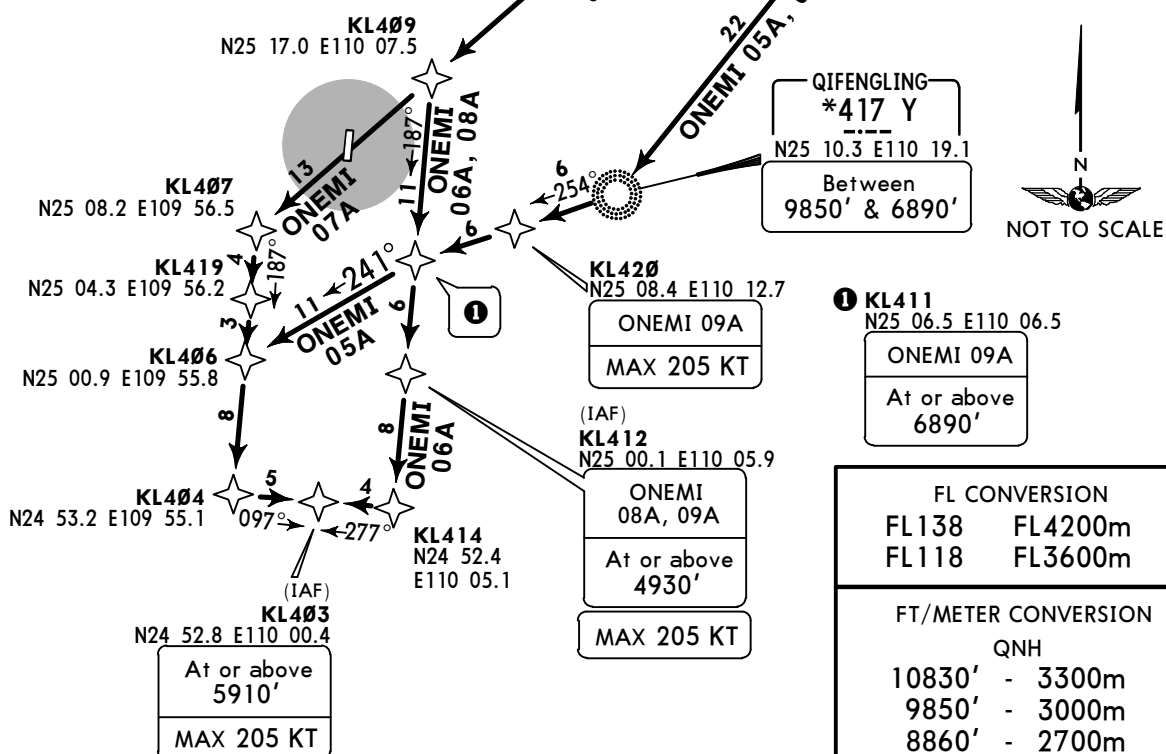 KL4Ø9
N25 17.0 E110 07.5
22
ONEMI 05A,
187°
ONEMI
06A, 08A
11
13
ONEMI
07A
QIFENGLING
*417 Y
N25 10.3 E110 19.1
Between
9850' & 6890'
N
NOT TO SCALE
6
254°
6
KL4Ø7
N25 08.2 E109 56.5
4
187°
KL419
N25 04.3 E109 56.2
3
KL42Ø
N25 08.4 E110 12.7
ONEMI 09A
MAX 205 KT
1 KL411
N25 06.5 E110 06.5
ONEMI 09A
At or above
6890'
1
11
241°
ONEMI
05A
6
KL4Ø6
N25 00.9 E109 55.8
8
8
ONEMI
06A
(IAF)
KL412
N25 00.1 E110 05.9
ONEMI
08A, 09A
At or above
4930'
MAX 205 KT
KL4Ø4
N24 53.2 E109 55.1
5
097°
4
277°
KL414
N24 52.4
E110 05.1
(IAF)
KL4Ø3
N24 52.8 E110 00.4
At or above
5910'
MAX 205 KT
FL CONVERSION
FL138 FL4200m
FL118 FL3600m
FT/METER CONVERSION
QNH
10830' - 3300m
9850' - 3000m
8860' - 2700m